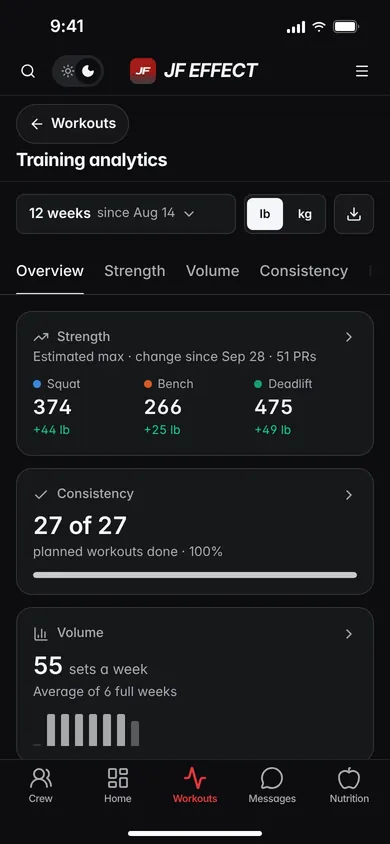 9:41
JF JF EFFECT
Workouts
Training analytics
12 weeks since Aug 14
lb kg
Overview Strength Volume Consistency
Strength
Estimated max · change since Sep 28 · 51 PRs
Squat Bench Deadlift
374 266 475
+44 lb +25 lb +49 lb
Consistency
27 of 27
planned workouts done · 100%
Volume
55 sets a week
Average of 6 full weeks
Crew Home Workouts Messages Nutrition